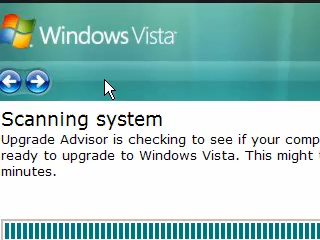 Windows Vista
Scanning system
Upgrade Advisor is checking to see if your comp
ready to upgrade to Windows Vista. This might
minutes.